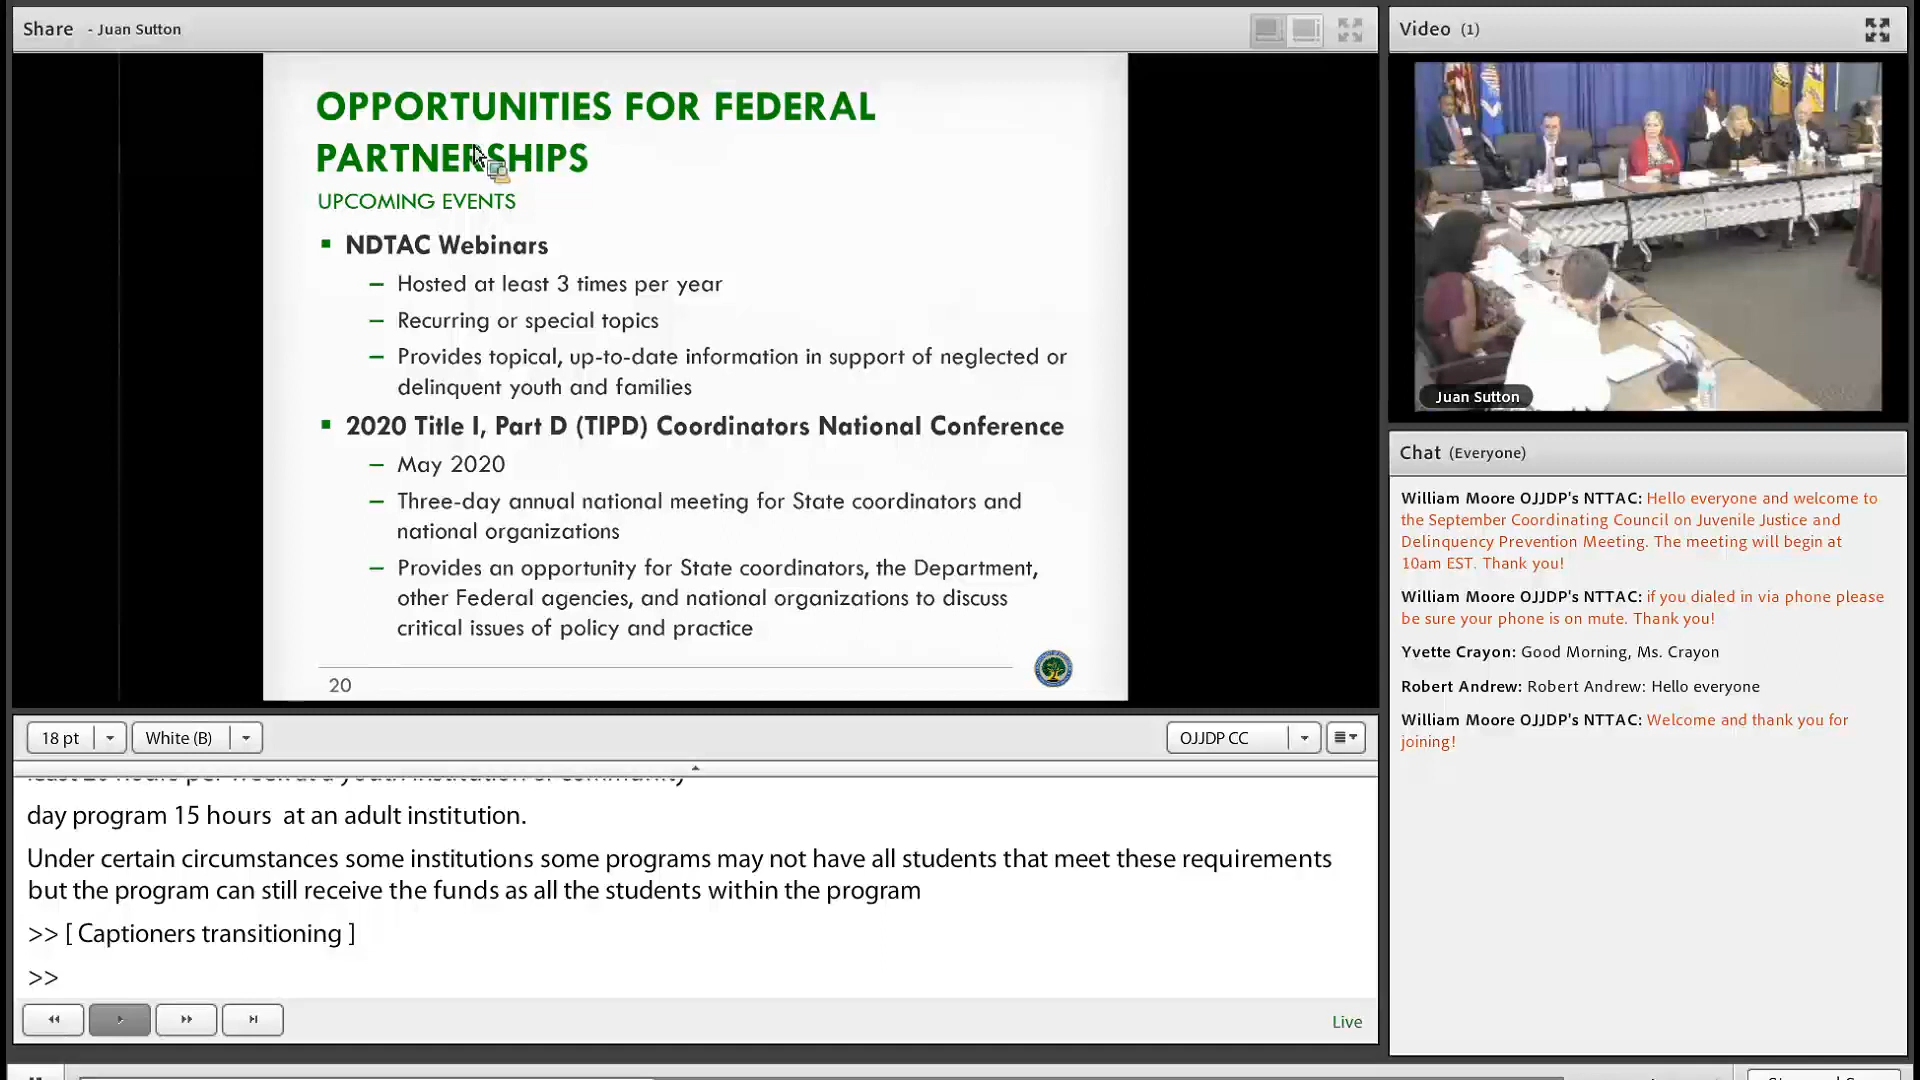 Share - Juan Sutton
OPPORTUNITIES FOR FEDERAL
PARTNERSHIPS
UPCOMING EVENTS
▪ NDTAC Webinars
– Hosted at least 3 times per year
– Recurring or special topics
– Provides topical, up-to-date information in support of neglected or
delinquent youth and families
▪ 2020 Title I, Part D (TIPD) Coordinators National Conference
– May 2020
– Three-day annual national meeting for State coordinators and
national organizations
– Provides an opportunity for State coordinators, the Department,
other Federal agencies, and national organizations to discuss
critical issues of policy and practice
20
18 pt White (B) OJJDP CC
day program 15 hours at an adult institution.
Under certain circumstances some institutions some programs may not have all students that meet these requirements
but the program can still receive the funds as all the students within the program
>> [ Captioners transitioning ]
>>
Live
Video (1)
Juan Sutton
Chat (Everyone)
William Moore OJJDP's NTTAC: Hello everyone and welcome to
the September Coordinating Council on Juvenile Justice and
Delinquency Prevention Meeting. The meeting will begin at
10am EST. Thank you!
William Moore OJJDP's NTTAC: if you dialed in via phone please
be sure your phone is on mute. Thank you!
Yvette Crayon: Good Morning, Ms. Crayon
Robert Andrew: Robert Andrew: Hello everyone
William Moore OJJDP's NTTAC: Welcome and thank you for
joining!